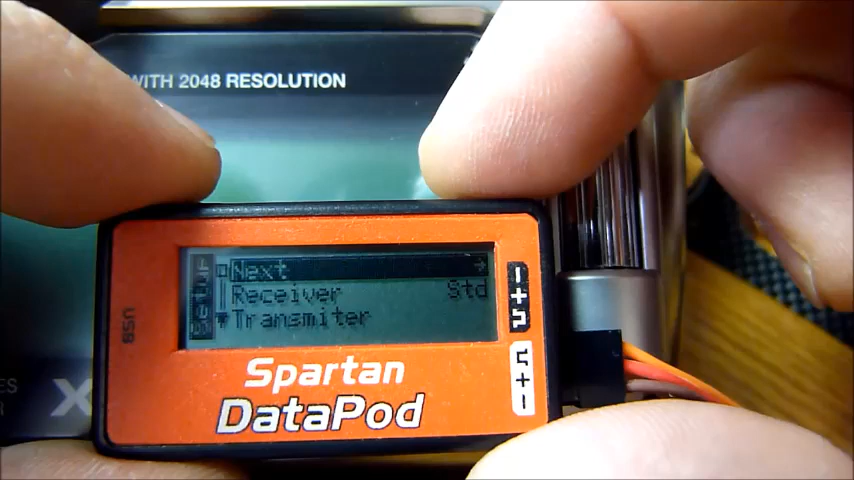 WITH 2048 RESOLUTION
SETUP
Next
Receiver Std
Transmiter
USB
Spartan
DataPod
X